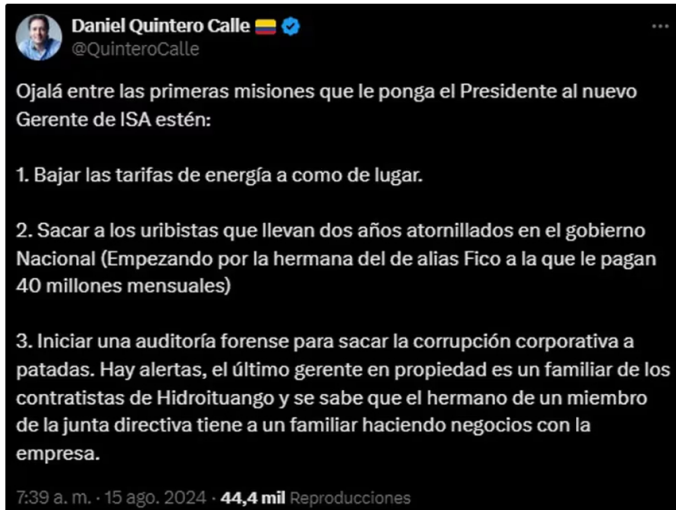 Daniel Quintero Calle
@QuinteroCalle
Ojalá entre las primeras misiones que le ponga el Presidente al nuevo
Gerente de ISA estén:
1. Bajar las tarifas de energía a como de lugar.
2. Sacar a los uribistas que llevan dos años atornillados en el gobierno
Nacional (Empezando por la hermana del de alias Fico a la que le pagan
40 millones mensuales)
3. Iniciar una auditoría forense para sacar la corrupción corporativa a
patadas. Hay alertas, el último gerente en propiedad es un familiar de los
contratistas de Hidroituango y se sabe que el hermano de un miembro
de la junta directiva tiene a un familiar haciendo negocios con la
empresa.
7:39 a. m. · 15 ago. 2024 · 44,4 mil Reproducciones